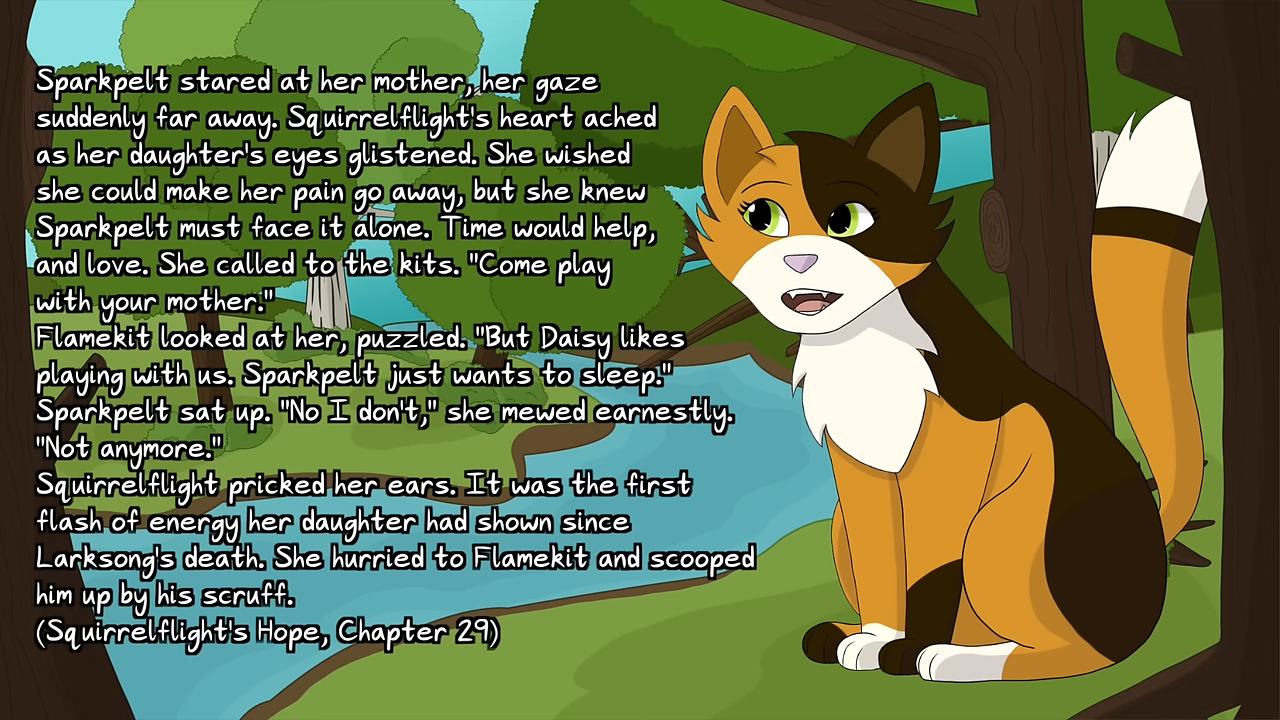 Sparkpelt stared at her mother, her gaze
suddenly far away. Squirrelflight's heart ached
as her daughter's eyes glistened. She wished
she could make her pain go away, but she knew
Sparkpelt must face it alone. Time would help,
and love. She called to the kits. "Come play
with your mother."
Flamekit looked at her, puzzled. "But Daisy likes
playing with us. Sparkpelt just wants to sleep."
Sparkpelt sat up. "No I don't," she mewed earnestly.
"Not anymore."
Squirrelflight pricked her ears. It was the first
flash of energy her daughter had shown since
Larksong's death. She hurried to Flamekit and scooped
him up by his scruff.
(Squirrelflight's Hope, Chapter 29)